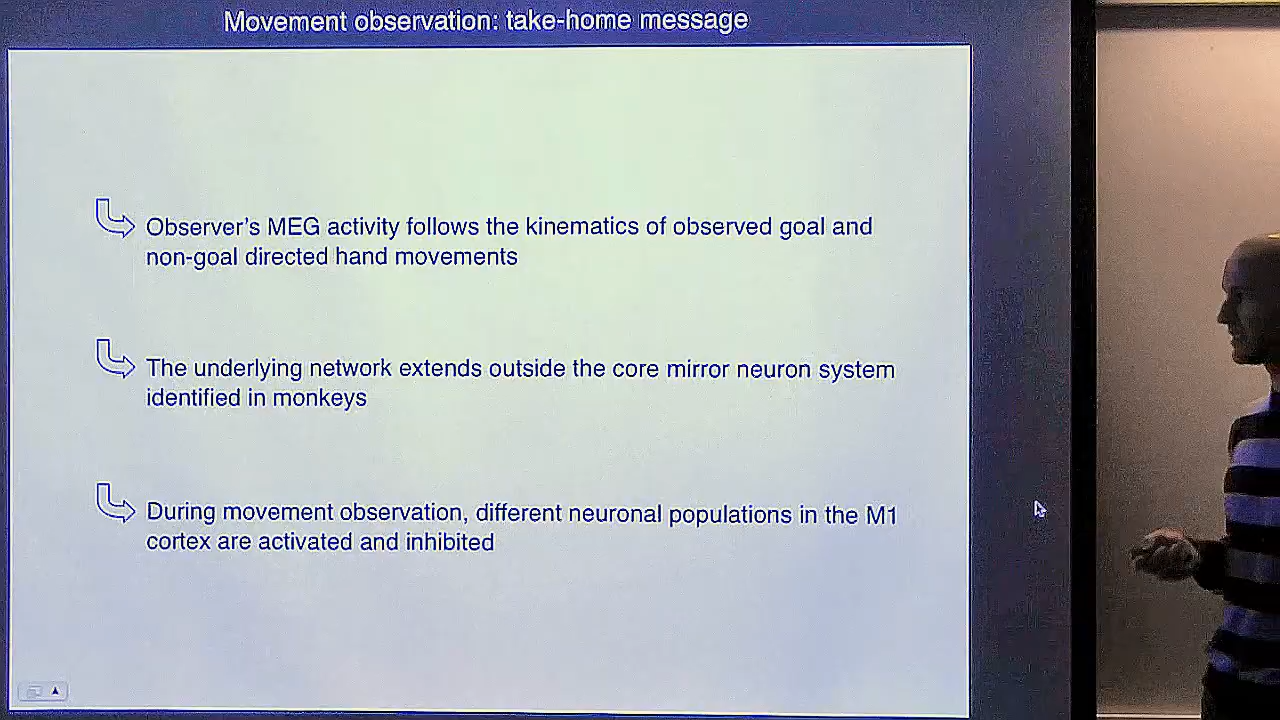 Movement observation: take-home message
Observer's MEG activity follows the kinematics of observed goal and
non-goal directed hand movements
The underlying network extends outside the core mirror neuron system
identified in monkeys
During movement observation, different neuronal populations in the M1
cortex are activated and inhibited